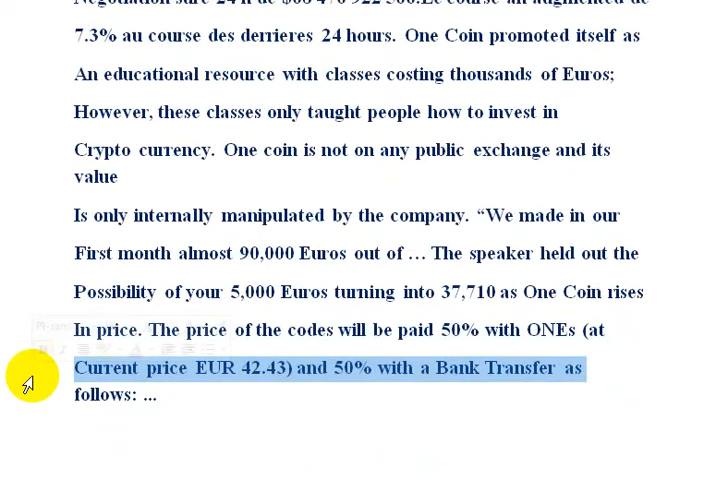 7.3% au course des derrieres 24 hours. One Coin promoted itself as
An educational resource with classes costing thousands of Euros;
However, these classes only taught people how to invest in
Crypto currency. One coin is not on any public exchange and its
value
Is only internally manipulated by the company. “We made in our
First month almost 90,000 Euros out of … The speaker held out the
Possibility of your 5,000 Euros turning into 37,710 as One Coin rises
In price. The price of the codes will be paid 50% with ONEs (at
Current price EUR 42.43) and 50% with a Bank Transfer as
follows: ...